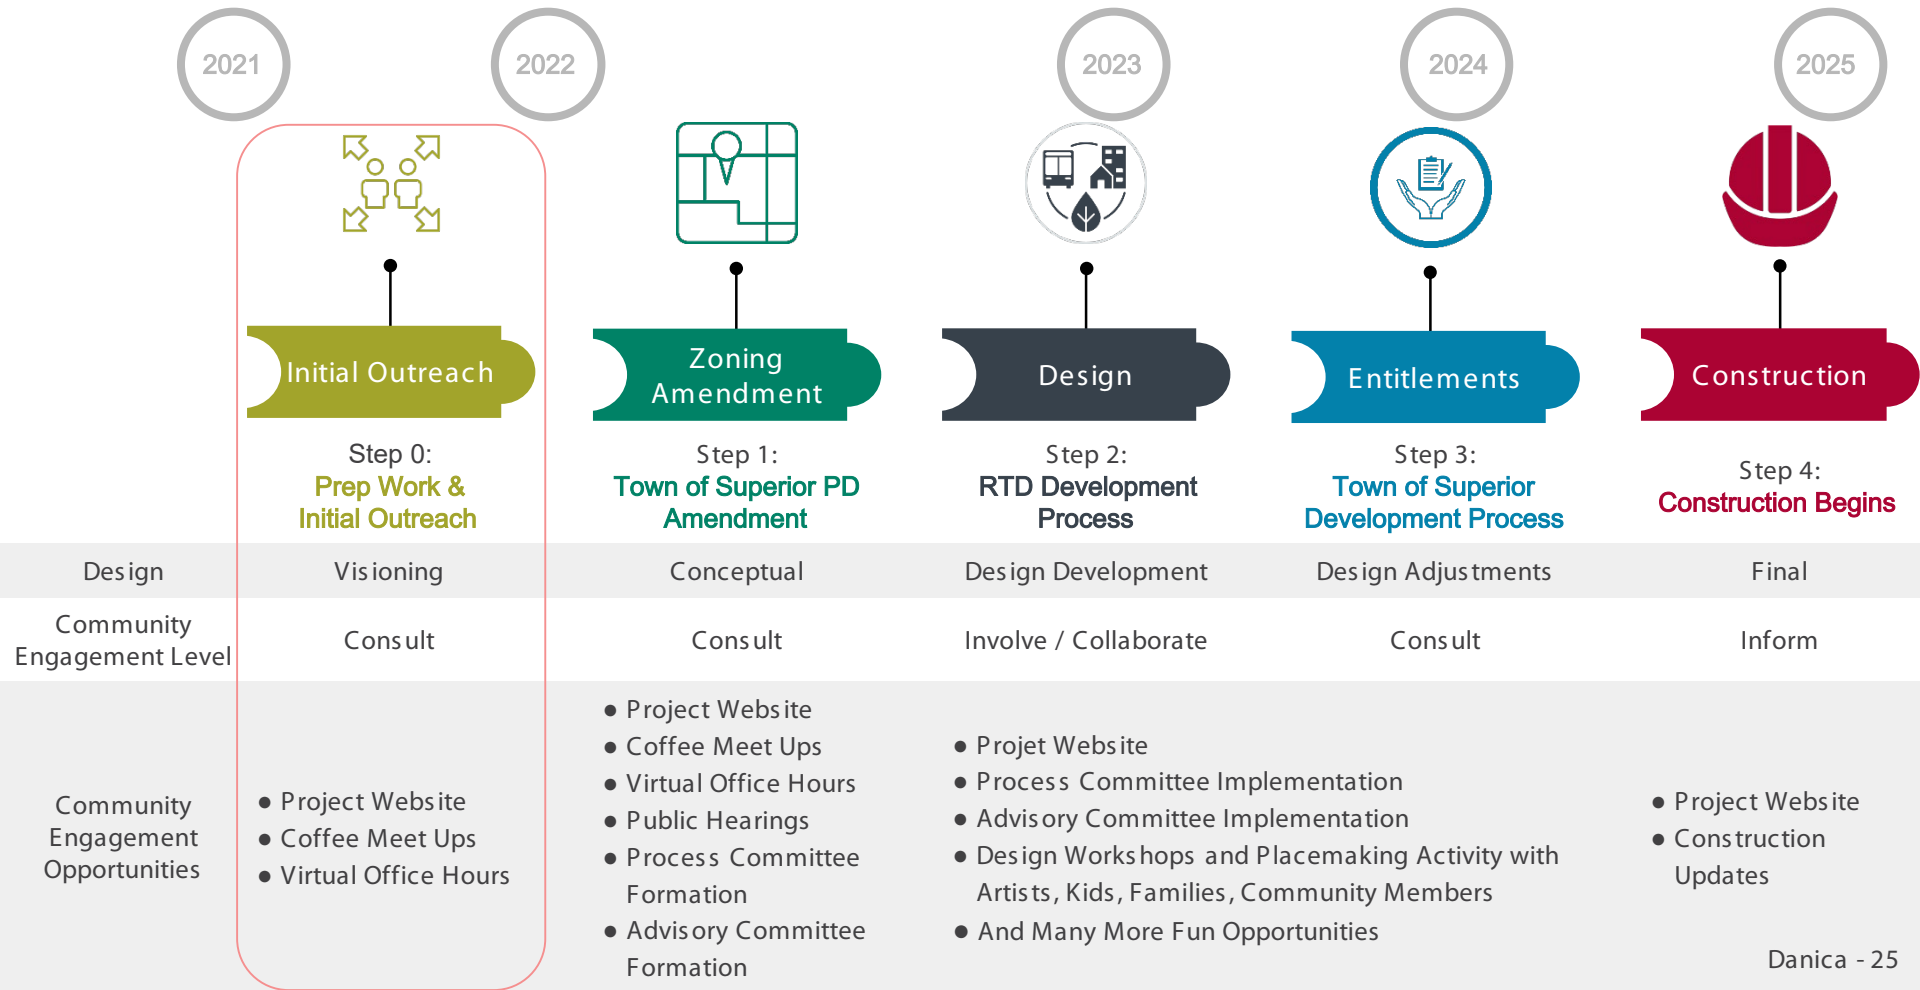 2021
2022
2023
2024
2025
Initial Outreach
Zoning
Amendment
Design
Entitlements
Construction
Step 0:
Prep Work &
Initial Outreach
Step 1:
Town of Superior PD
Amendment
Step 2:
RTD Development
Process
Step 3:
Town of Superior
Development Process
Step 4:
Construction Begins
Design
Visioning
Conceptual
Design Development
Design Adjustments
Final
Community
Engagement Level
Consult
Consult
Involve / Collaborate
Consult
Inform
Community
Engagement
Opportunities
● Project Website
● Coffee Meet Ups
● Virtual Office Hours
● Project Website
● Coffee Meet Ups
● Virtual Office Hours
● Public Hearings
● Process Committee
Formation
● Advisory Committee
Formation
● Projet Website
● Process Committee Implementation
● Advisory Committee Implementation
● Design Workshops and Placemaking Activity with
Artists, Kids, Families, Community Members
● And Many More Fun Opportunities
● Project Website
● Construction
Updates
Danica - 25